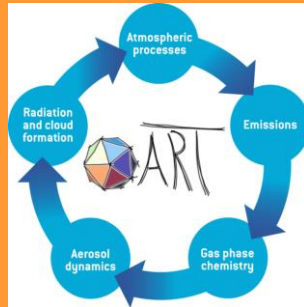 Atmospheric
processes
Emissions
Gas phase
chemistry
Aerosol
dynamics
Radiation
and cloud
formation
ART